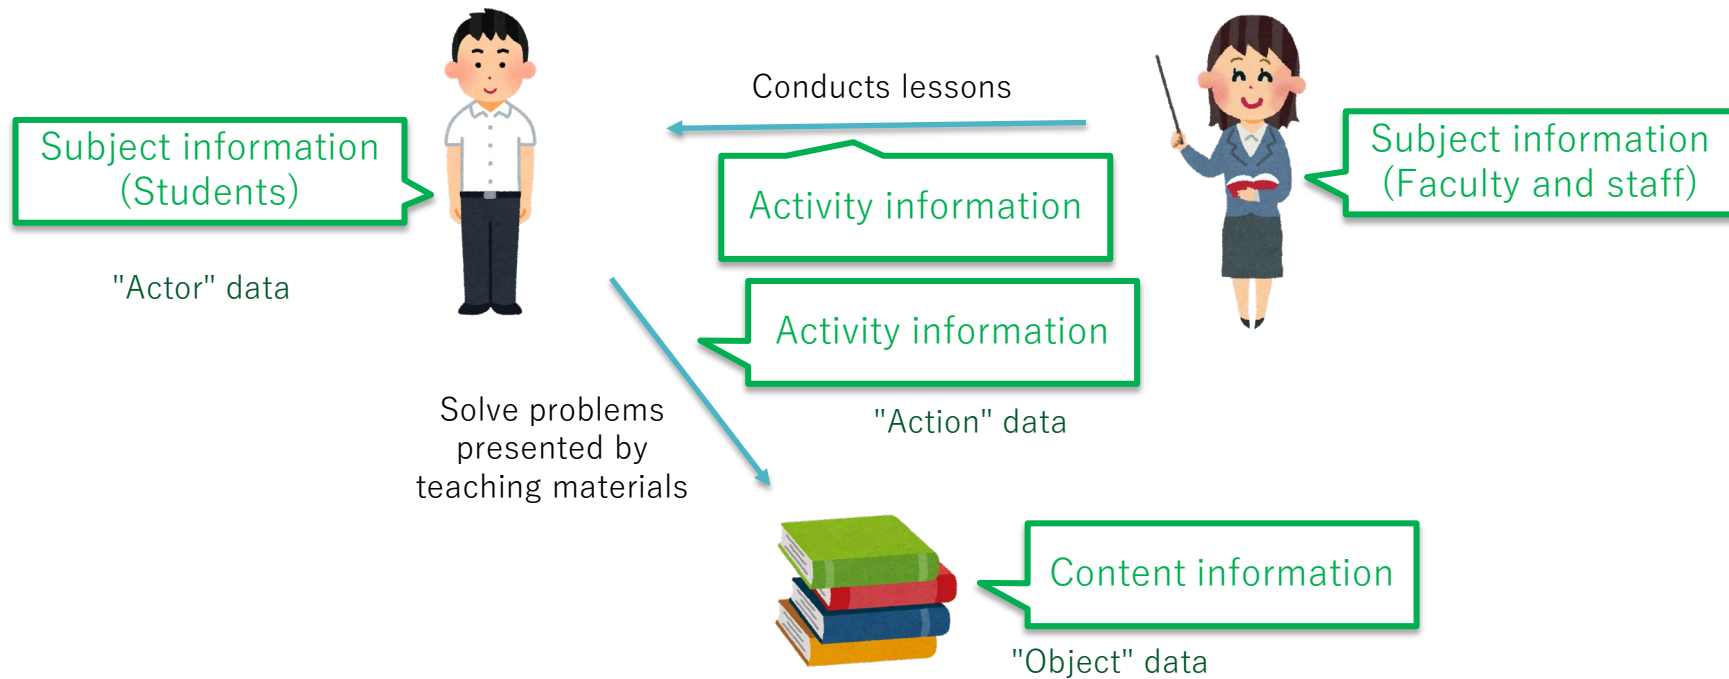 Conducts lessons
Subject information
(Students)
"Actor" data
Activity information
Subject information
(Faculty and staff)
Activity information
"Action" data
Solve problems
presented by
teaching materials
Content information
"Object" data